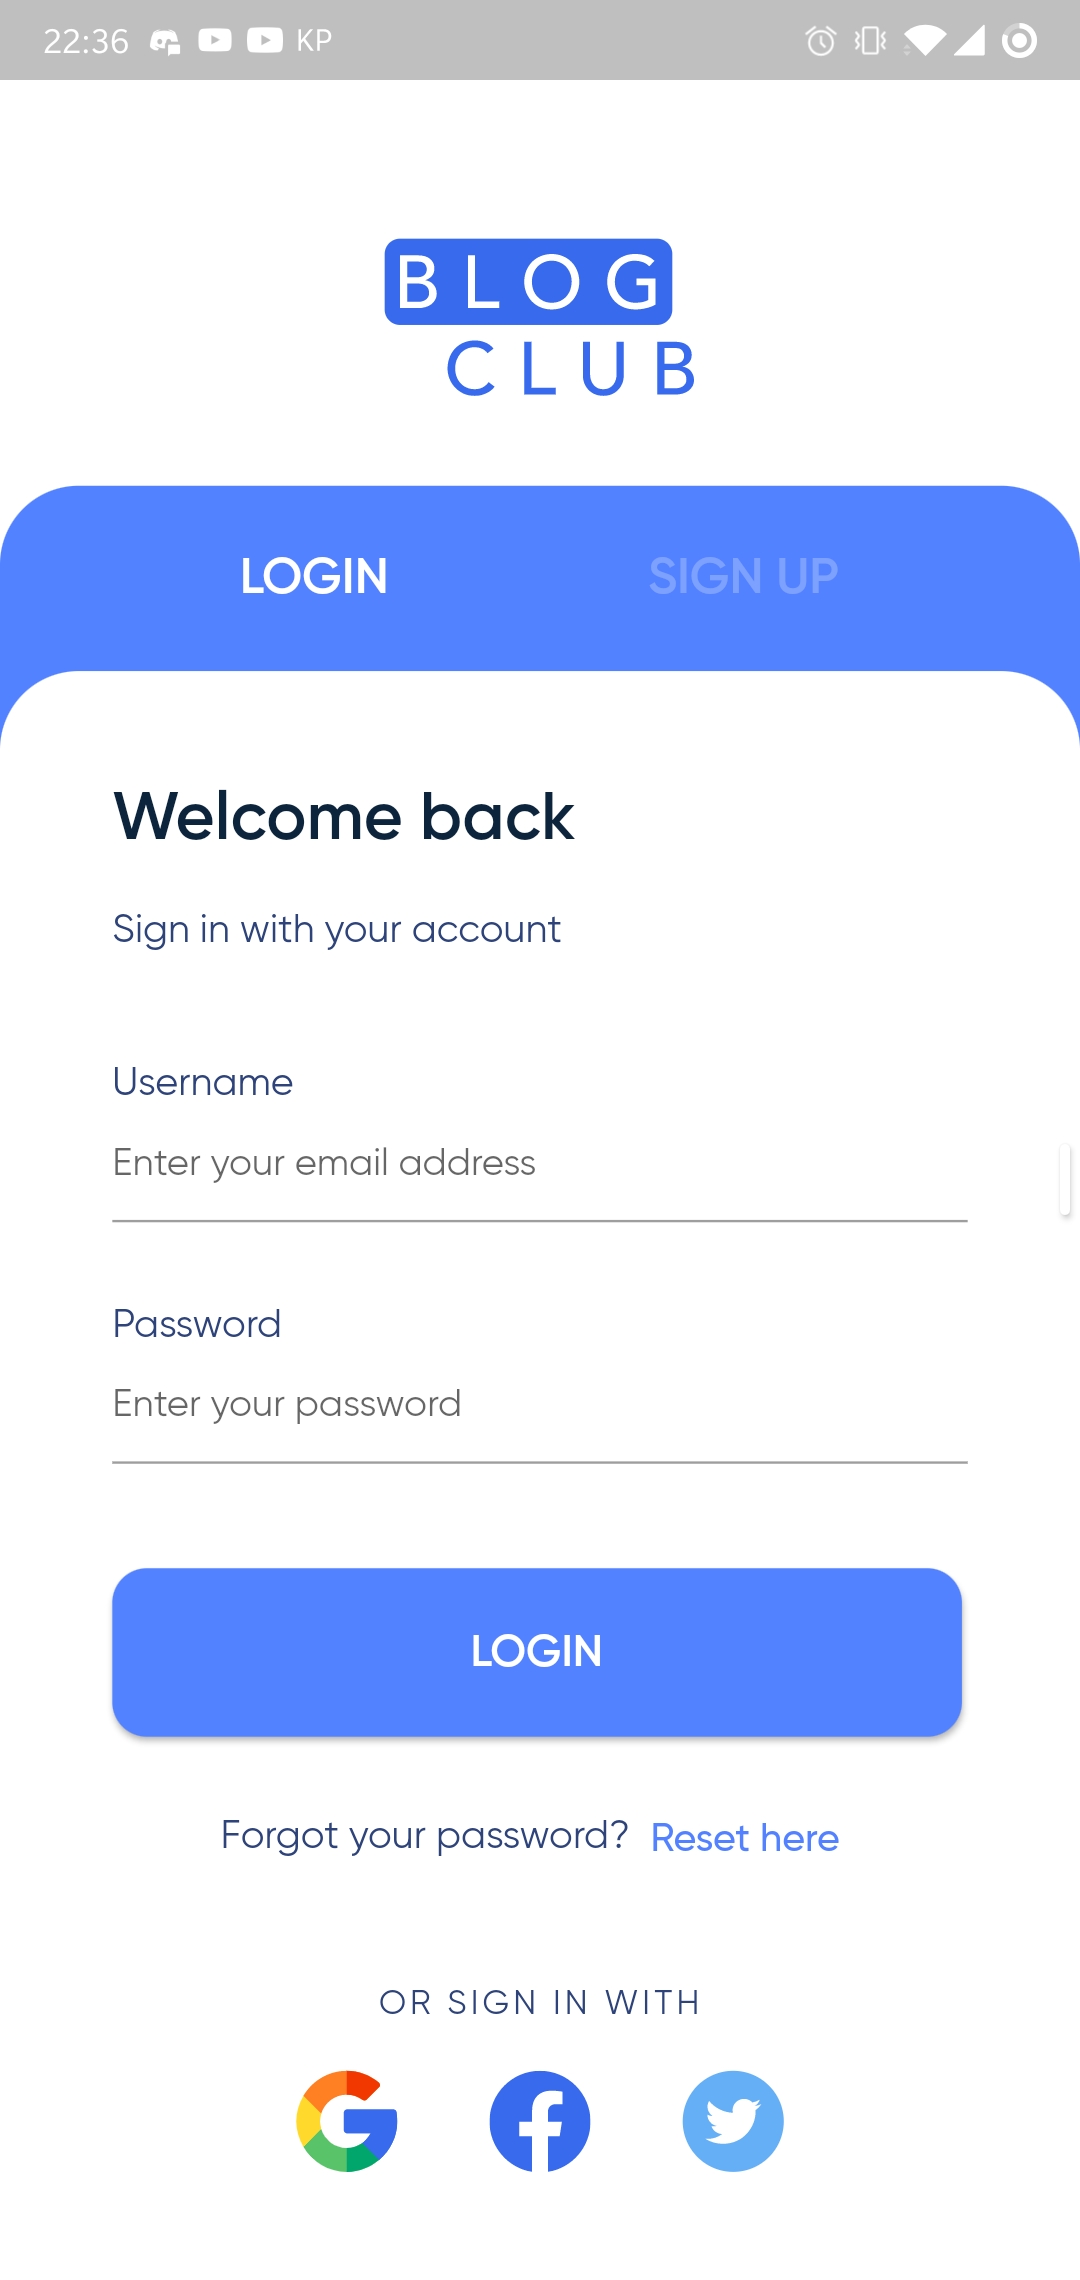 22:36 KP
BLOG
CLUB
LOGIN SIGN UP
Welcome back
Sign in with your account
Username
Enter your email address
Password
Enter your password
LOGIN
Forgot your password? Reset here
OR SIGN IN WITH